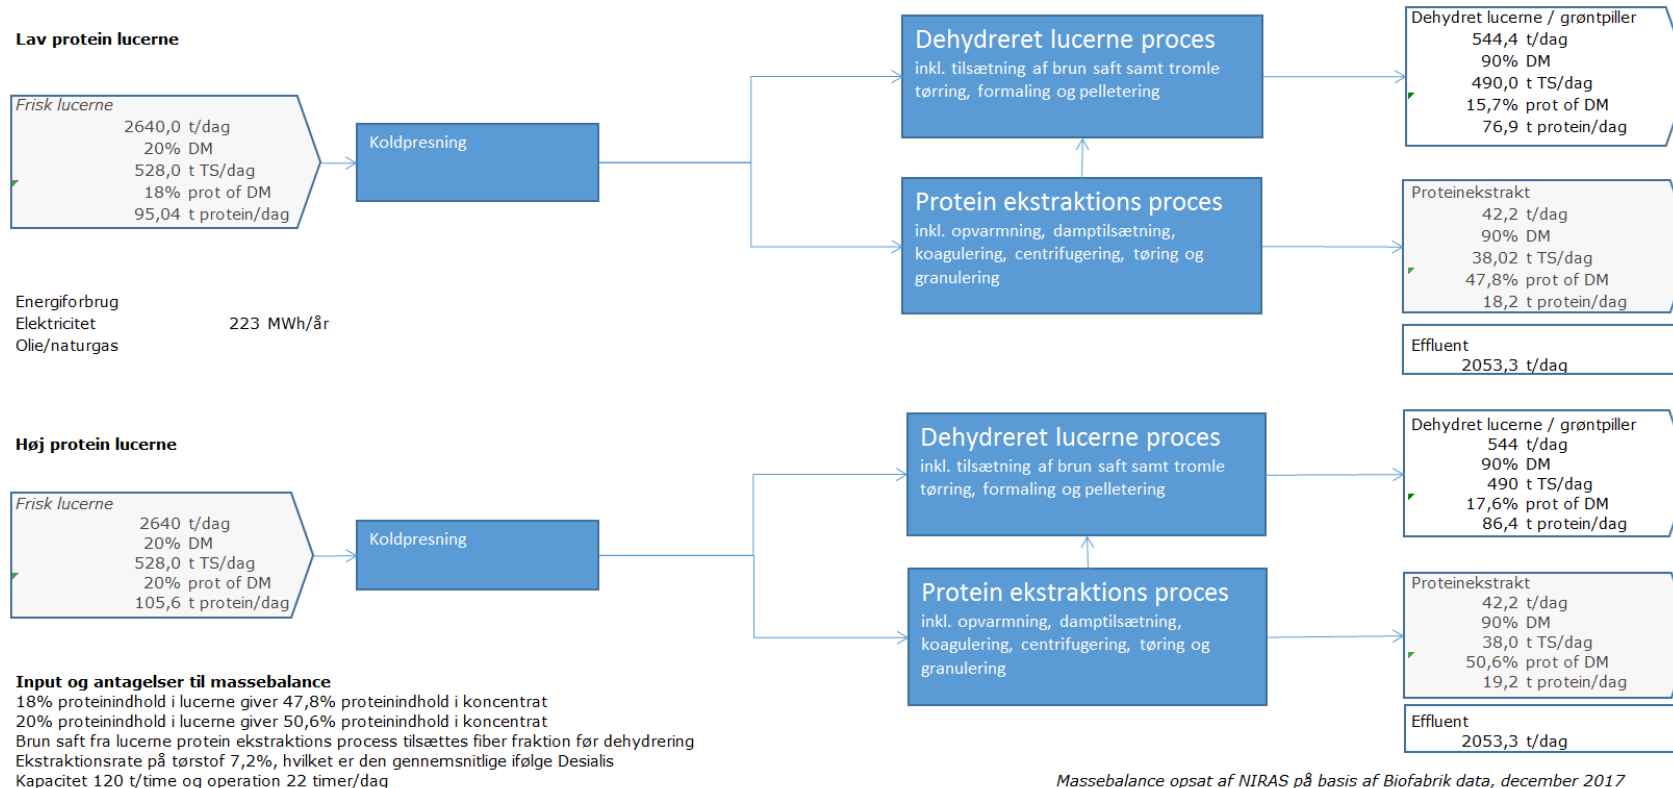 Lav protein lucerne
Frisk lucerne
2640,0 t/dag
20% DM
528,0 t TS/dag
18% prot of DM
95,04 t protein/dag
Koldpresning
Dehydreret lucerne proces
inkl. tilsætning af brun saft samt tromle
tørring, formaling og pelletering
Protein ekstraktions proces
inkl. opvarmning, damptilsætning,
koagulering, centrifugering, tøring og
granulering
Dehydret lucerne / grøntpiller
544,4 t/dag
90% DM
490,0 t TS/dag
15,7% prot of DM
76,9 t protein/dag
Proteinekstrakt
42,2 t/dag
90% DM
38,02 t TS/dag
47,8% prot of DM
18,2 t protein/dag
Effluent
2053,3 t/dag
Energiforbrug
Elektricitet 223 MWh/år
Olie/naturgas
Høj protein lucerne
Frisk lucerne
2640 t/dag
20% DM
528,0 t TS/dag
20% prot of DM
105,6 t protein/dag
Koldpresning
Dehydreret lucerne proces
inkl. tilsætning af brun saft samt tromle
tørring, formaling og pelletering
Protein ekstraktions proces
inkl. opvarmning, damptilsætning,
koagulering, centrifugering, tøring og
granulering
Dehydret lucerne / grøntpiller
544 t/dag
90% DM
490 t TS/dag
17,6% prot of DM
86,4 t protein/dag
Proteinekstrakt
42,2 t/dag
90% DM
38,0 t TS/dag
50,6% prot of DM
19,2 t protein/dag
Effluent
2053,3 t/dag
Input og antagelser til massebalance
18% proteinindhold i lucerne giver 47,8% proteinindhold i koncentrat
20% proteinindhold i lucerne giver 50,6% proteinindhold i koncentrat
Brun saft fra lucerne protein ekstraktions process tilsættes fiber fraktion før dehydrering
Ekstraktionsrate på tørstof 7,2%, hvilket er den gennemsnitlige ifølge Desialis
Kapacitet 120 t/time og operation 22 timer/dag
Massebalance opsat af NIRAS på basis af Biofabrik data, december 2017